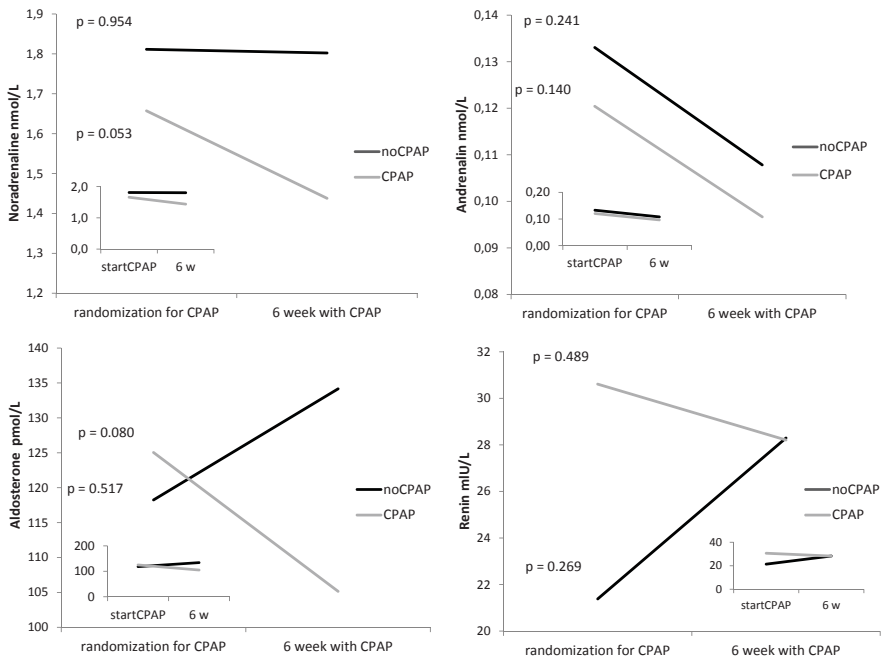 1,9
1,8
1,7
1,6
1,5
1,4
1,3
1,2
Noradrenaline nmol/L
p = 0.954
p = 0.053
noCPAP
CPAP
2,0
1,0
0,0
startCPAP 6 w
randomization for CPAP 6 week with CPAP
0,14
0,13
0,12
0,11
0,10
0,09
0,08
Andrenalin nmol/L
p = 0.241
p = 0.140
noCPAP
CPAP
0,20
0,10
0,00
startCPAP 6 w
randomization for CPAP 6 week with CPAP
140
135
130
125
120
115
110
105
100
Aldosterone pmol/L
p = 0.080
p = 0.517
noCPAP
CPAP
200
100
0
startCPAP 6 w
randomization for CPAP 6 week with CPAP
32
30
28
26
24
22
20
Renin mIU/L
p = 0.489
p = 0.269
noCPAP
CPAP
40
20
0
startCPAP 6 w
randomization for CPAP 6 week with CPAP